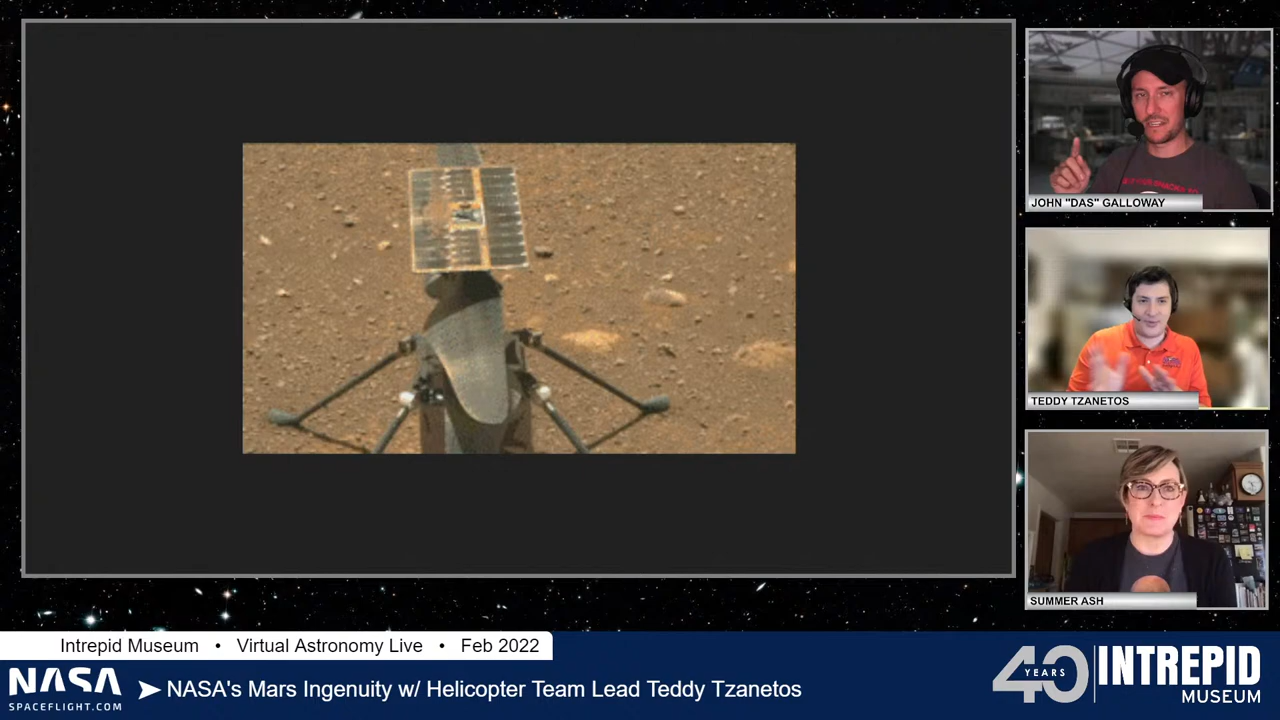 JOHN "DAS" GALLOWAY
TEDDY TZANETOS
SUMMER ASH
Intrepid Museum • Virtual Astronomy Live • Feb 2022
NASA
SPACEFLIGHT.COM
➤ NASA's Mars Ingenuity w/ Helicopter Team Lead Teddy Tzanetos
40
YEARS
INTREPID
MUSEUM